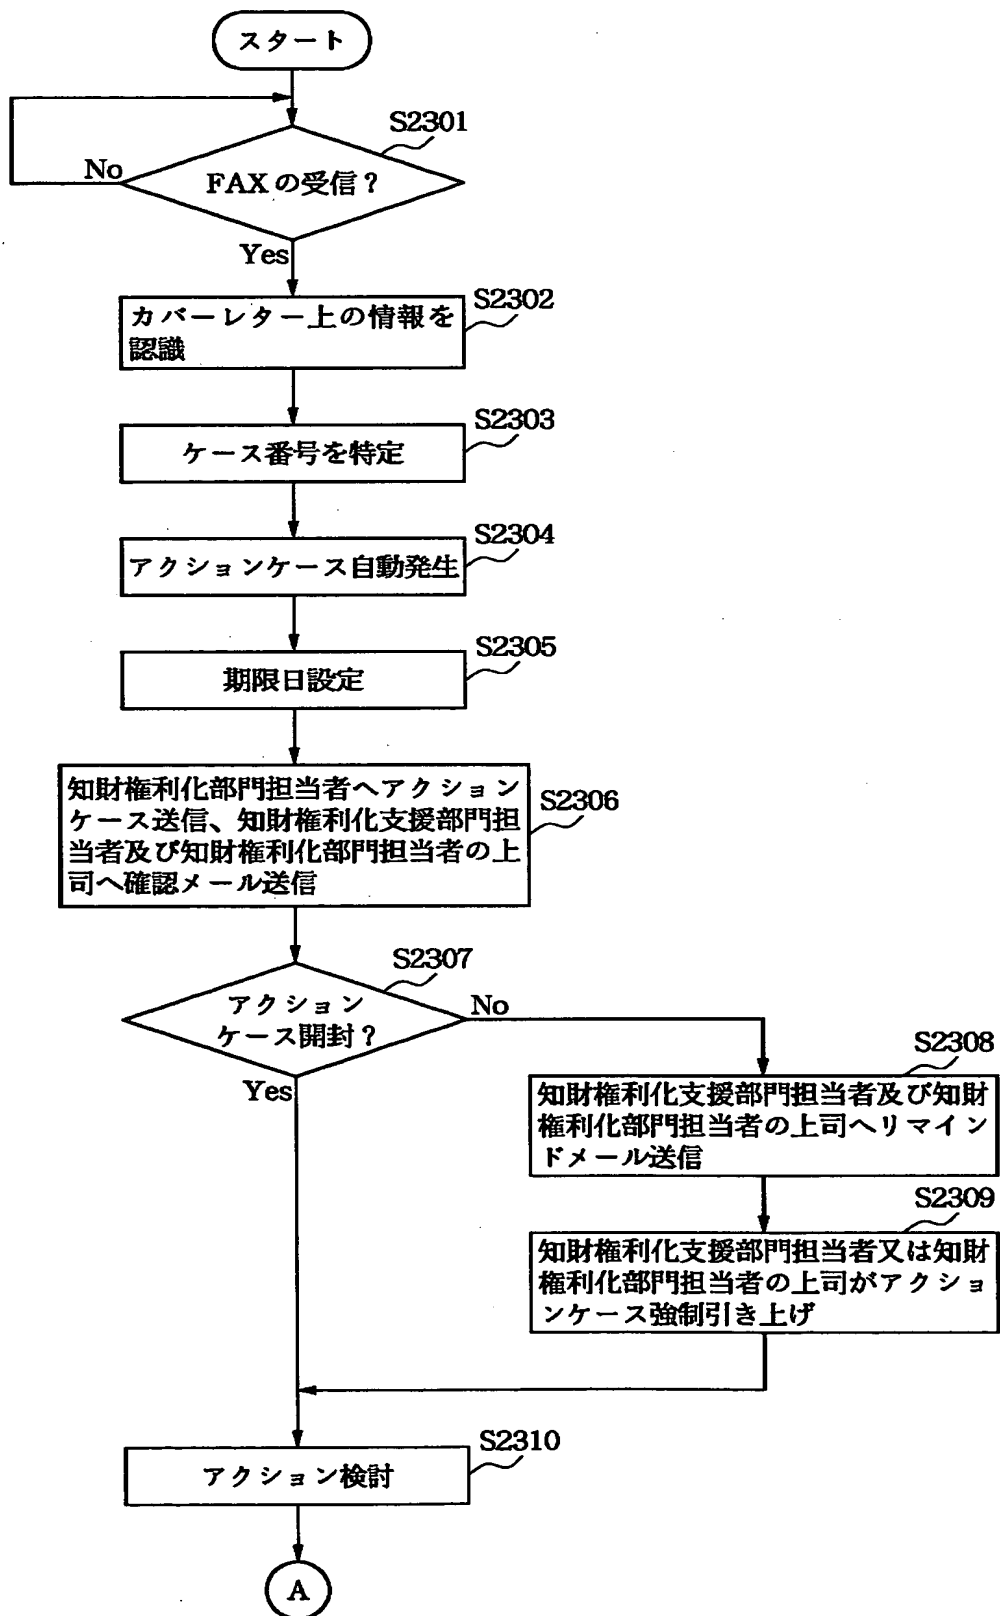 スタート
S2301
No
FAXの受信？
Yes
S2302
カバーレター上の情報を
認識
S2303
ケース番号を特定
S2304
アクションケース自動発生
S2305
期限日設定
S2306
知財権利化部門担当者へアクション
ケース送信、知財権利化支援部門担
当者及び知財権利化部門担当者の上
司へ確認メール送信
S2307
アクション
ケース開封？
No
Yes
S2308
知財権利化支援部門担当者及び知財
権利化部門担当者の上司へリマイン
ドメール送信
S2309
知財権利化支援部門担当者又は知財
権利化部門担当者の上司がアクショ
ンケース強制引き上げ
S2310
アクション検討
A